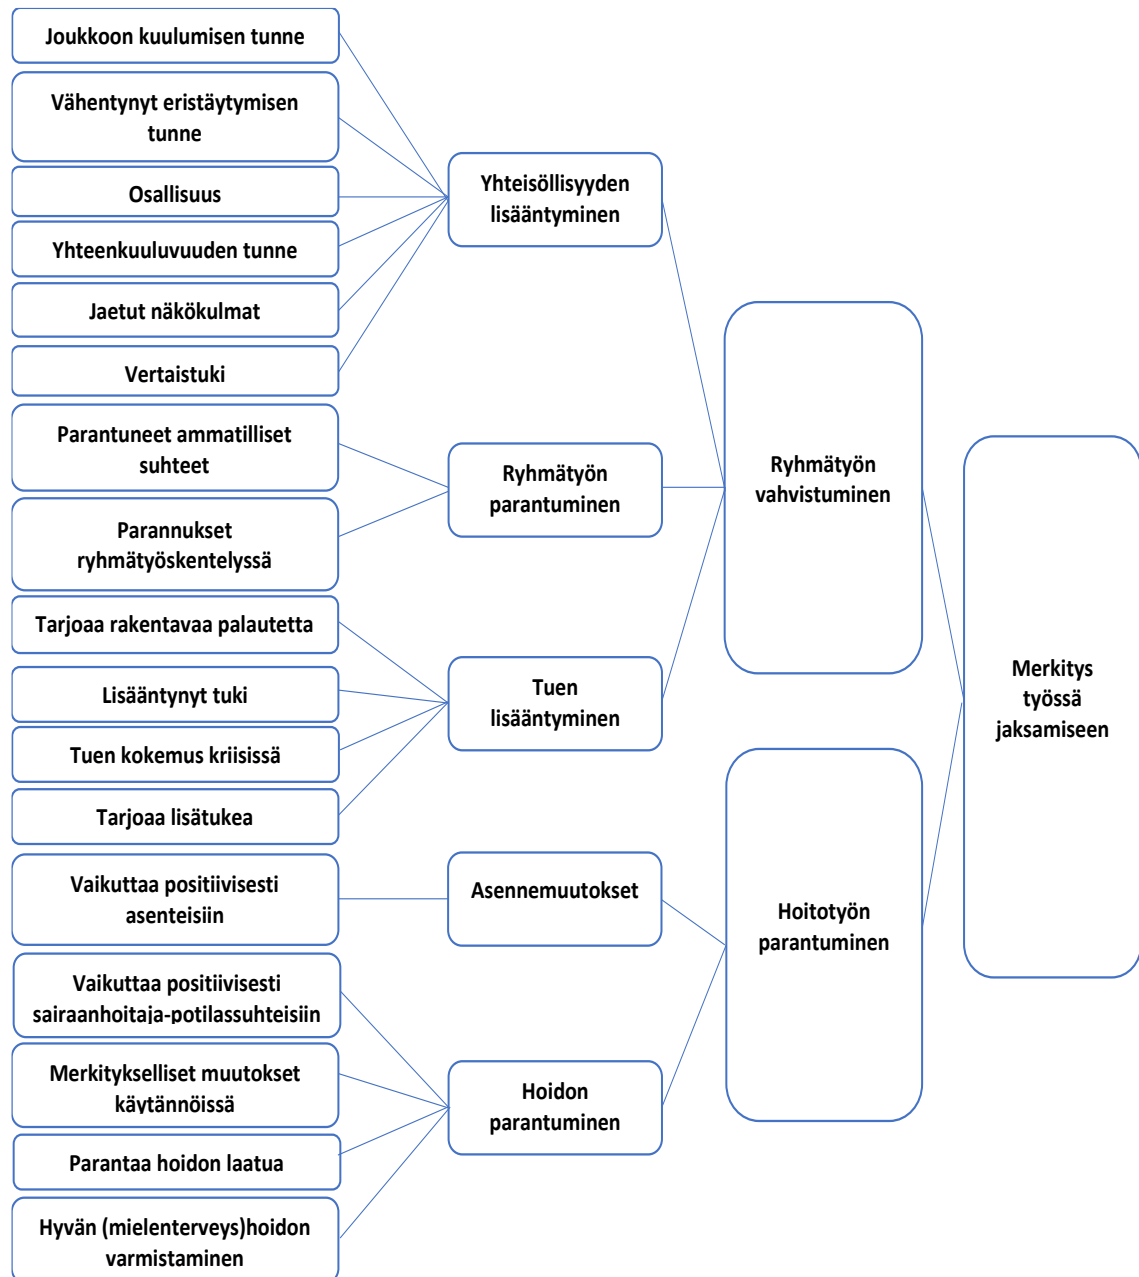 Joukkoon kuulumisen tunne
Vähentynyt eristäytymisen
tunne
Osallisuus
Yhteenkuuluvuuden tunne
Jaetut näkökulmat
Vertaistuki
Parantuneet ammatilliset
suhteet
Parannukset
ryhmätyöskentelyssä
Tarjoaa rakentavaa palautetta
Lisääntynyt tuki
Tuen kokemus kriisissä
Tarjoaa lisätukea
Vaikuttaa positiivisesti
asenteisiin
Vaikuttaa positiivisesti
sairaanhoitaja-potilassuhteisiin
Merkitykselliset muutokset
käytännöissä
Parantaa hoidon laatua
Hyvän (mielenterveys)hoidon
varmistaminen
Yhteisöllisyyden
lisääntyminen
Ryhmätyön
parantuminen
Tuen
lisääntyminen
Asennemuutokset
Hoidon
parantuminen
Ryhmätyön
vahvistuminen
Hoitotyön
parantuminen
Merkitys
työssä
jaksamiseen